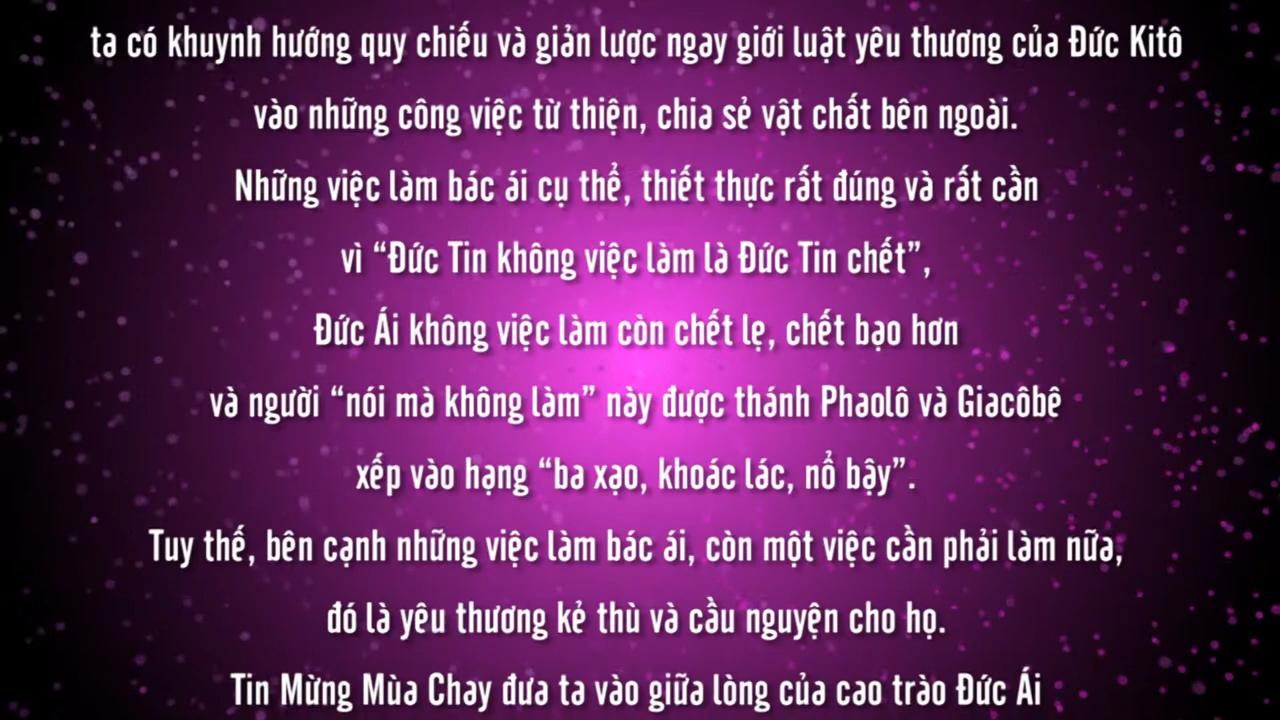 ta có khuynh hướng quy chiếu và giản lược ngay giới luật yêu thương của Đức Kitô
vào những công việc từ thiện, chia sẻ vật chất bên ngoài.
Những việc làm bác ái cụ thể, thiết thực rất đúng và rất cần
vì “Đức Tin không việc làm là Đức Tin chết”,
Đức Ái không việc làm còn chết lẹ, chết bạo hơn
và người “nói mà không làm” này được thánh Phaolô và Giacôbê
xếp vào hạng “ba xạo, khoác lác, nổ bậy”.
Tuy thế, bên cạnh những việc làm bác ái, còn một việc cần phải làm nữa,
đó là yêu thương kẻ thù và cầu nguyện cho họ.
Tin Mừng Mùa Chay đưa ta vào giữa lòng của cao trào Đức Ái